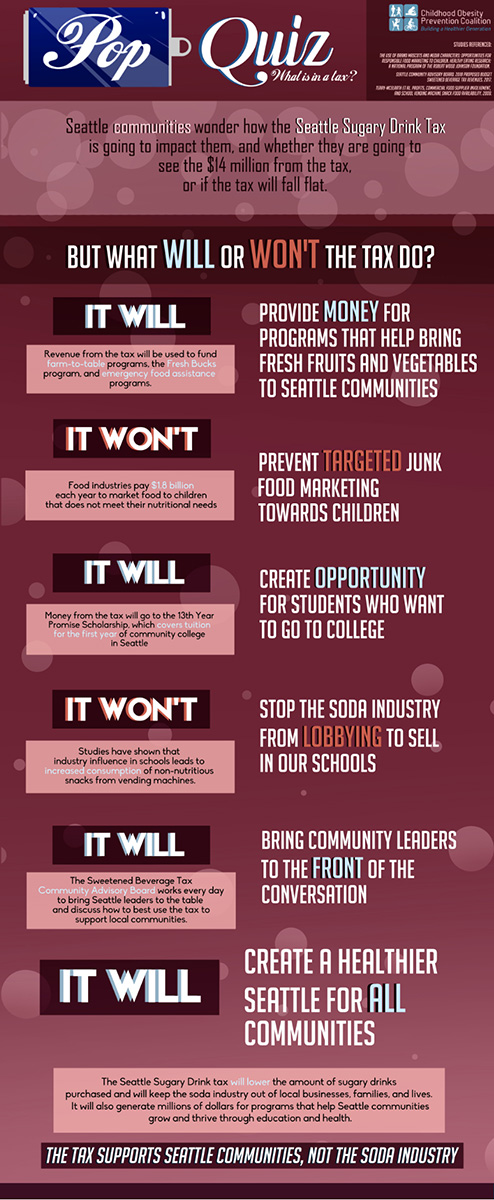 Pop Quiz
What is in a tax?
Childhood Obesity
Prevention Coalition
Building a Healthier Generation
STUDIES REFERENCED:
THE USE OF BRAND MASCOTS AND MEDIA CHARACTERS: OPPORTUNITIES FOR
RESPONSIBLE FOOD MARKETING TO CHILDREN. HEALTHY EATING RESEARCH:
A NATIONAL PROGRAM OF THE ROBERT WOOD JOHNSON FOUNDATION.
SEATTLE COMMUNITY ADVISORY BOARD. 2018 PROPOSED BUDGET
SWEETENED BEVERAGE TAX REVENUES. 2017.
AND SCHOOL VENDING MACHINE SNACK FOOD AVAILABILITY. 2009.
Seattle communities wonder how the Seattle Sugary Drink Tax
is going to impact them, and whether they are going to
see the $14 million from the tax,
or if the tax will fall flat.
BUT WHAT WILL OR WON'T THE TAX DO?
IT WILL
Revenue from the tax will be used to fund
farm-to-table programs, the Fresh Bucks
program, and emergency food assistance
programs.
PROVIDE MONEY FOR
PROGRAMS THAT HELP BRING
FRESH FRUITS AND VEGETABLES
TO SEATTLE COMMUNITIES
IT WON'T
Food industries pay $1.8 billion
each year to market food to children
that does not meet their nutritional needs
PREVENT TARGETED JUNK
FOOD MARKETING
TOWARDS CHILDREN
IT WILL
Money from the tax will go to the 13th Year
Promise Scholarship, which covers tuition
for the first year of community college
in Seattle
CREATE OPPORTUNITY
FOR STUDENTS WHO WANT
TO GO TO COLLEGE
IT WON'T
Studies have shown that
industry influence in schools leads to
increased consumption of non-nutritious
snacks from vending machines.
STOP THE SODA INDUSTRY
FROM LOBBYING TO SELL
IN OUR SCHOOLS
IT WILL
The Sweetened Beverage Tax
Community Advisory Board works every day
to bring Seattle leaders to the table
and discuss how to best use the tax to
support local communities.
BRING COMMUNITY LEADERS
TO THE FRONT OF THE
CONVERSATION
IT WILL
CREATE A HEALTHIER
SEATTLE FOR ALL
COMMUNITIES
The Seattle Sugary Drink tax will lower the amount of sugary drinks
purchased and will keep the soda industry out of local businesses, families, and lives.
It will also generate millions of dollars for programs that help Seattle communities
grow and thrive through education and health.
THE TAX SUPPORTS SEATTLE COMMUNITIES, NOT THE SODA INDUSTRY